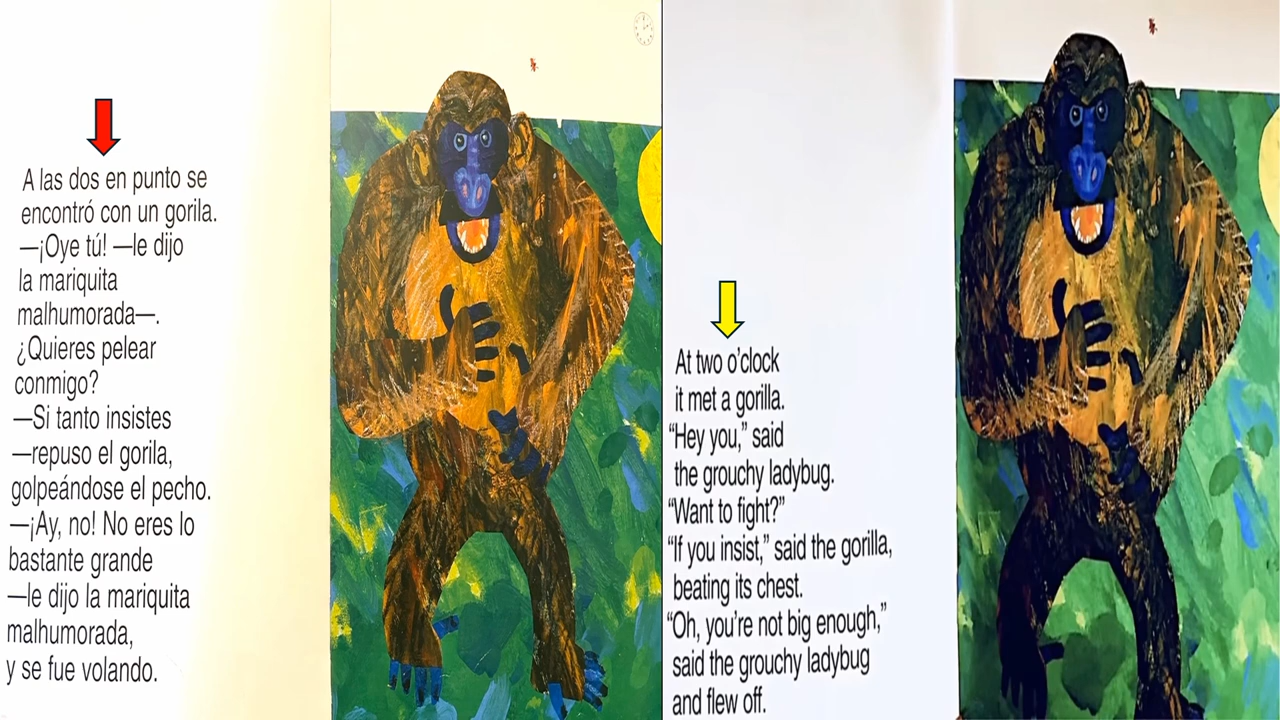 A las dos en punto se
encontró con un gorila.
—¡Oye tú! —le dijo
la mariquita
malhumorada—.
¿Quieres pelear
conmigo?
—Si tanto insistes
—repuso el gorila,
golpeándose el pecho.
—¡Ay, no! No eres lo
bastante grande
—le dijo la mariquita
malhumorada,
y se fue volando.
At two o’clock
it met a gorilla.
“Hey you,” said
the grouchy ladybug.
“Want to fight?”
“If you insist,” said the gorilla,
beating its chest.
“Oh, you’re not big enough,”
said the grouchy ladybug
and flew off.